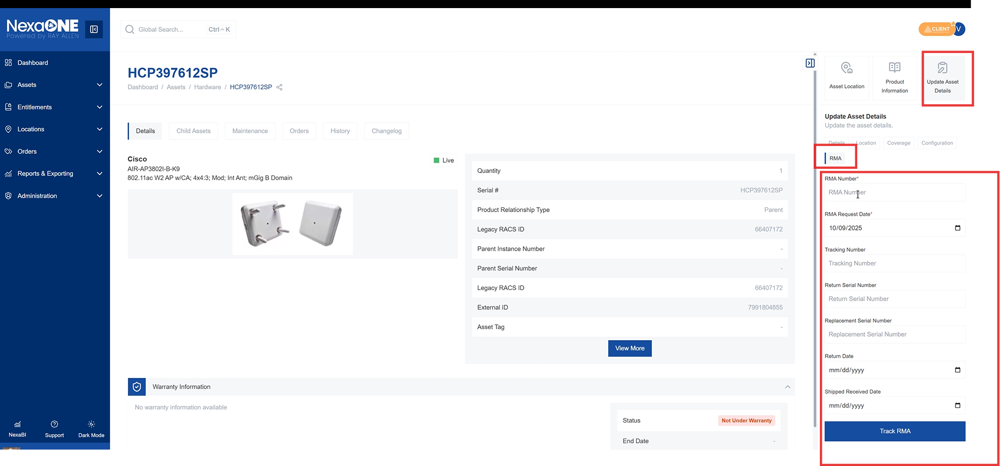 NexaONE
Powered by RAY ALLEN
Global Search...
Ctrl^K
CLIENT
V
Dashboard
Assets
Entitlements
Locations
Orders
Reports & Exporting
Administration
NexaBI
Support
Dark Mode
HCP397612SP
Dashboard / Assets / Hardware / HCP397612SP
Details
Child Assets
Maintenance
Orders
History
Changelog
Cisco
Live
AIR-AP3802I-B-K9
802.11ac W2 AP w/CA; 4x4:3; Mod; Int Ant; mGig B Domain
Quantity 1
Serial # HCP397612SP
Product Relationship Type Parent
Legacy RACS ID 66407172
Parent Instance Number -
Parent Serial Number -
Legacy RACS ID 66407172
External ID 7991804855
Asset Tag -
View More
Warranty Information
No warranty information available
Status Not Under Warranty
End Date -
Asset Location
Product
Information
Update Asset
Details
Update Asset Details
Update the asset details.
Details
Location
Coverage
Configuration
RMA
RMA Number*
RMA Number
RMA Request Date*
10/09/2025
Tracking Number
Tracking Number
Return Serial Number
Return Serial Number
Replacement Serial Number
Replacement Serial Number
Return Date
mm/dd/yyyy
Shipped Received Date
mm/dd/yyyy
Track RMA